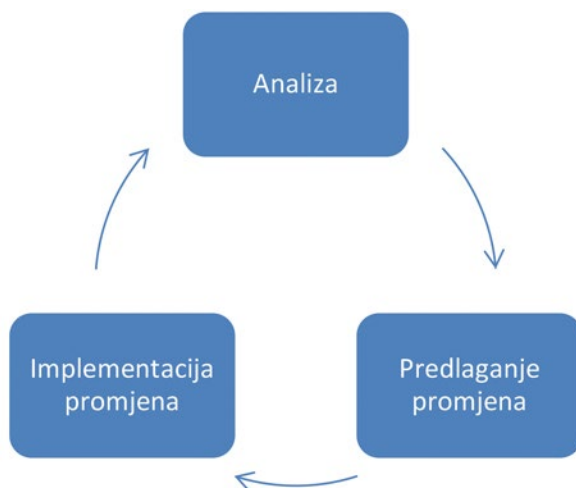 Analiza
Implementacija
promjena
Predlaganje
promjena